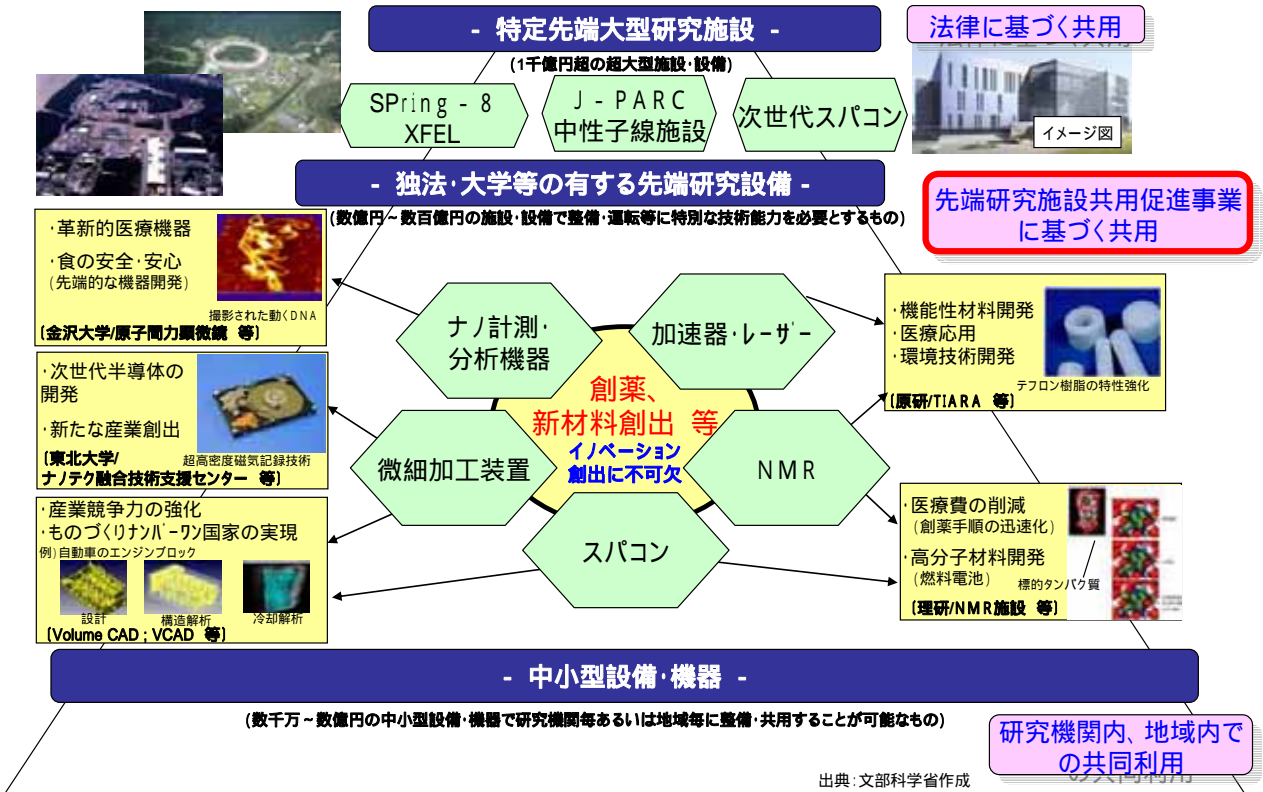 - 特定先端大型研究施設 -
法律に基づく共用
(1千億円超の超大型施設・設備)
SPring - 8
XFEL
J - PARC
中性子線施設
次世代スパコン
イメージ図
- 独法・大学等の有する先端研究設備 -
(数億円~数百億円の施設・設備で整備・運転等に特別な技術能力を必要とするもの)
先端研究施設共用促進事業
に基づく共用
・革新的医療機器
・食の安全・安心
(先端的な機器開発)
撮影された動くDNA
[金沢大学/原子間力顕微鏡 等]
・次世代半導体の
開発
・新たな産業創出
超高密度磁気記録技術
[東北大学/
ナノテク融合技術支援センター 等]
・産業競争力の強化
・ものづくりナンバーワン国家の実現
例)自動車のエンジンブロック
設計
構造解析
冷却解析
[Volume CAD ; VCAD 等]
ナノ計測・
分析機器
加速器・レーザー
創薬、
新材料創出 等
イノベーション
創出に不可欠
微細加工装置
NMR
スパコン
・機能性材料開発
・医療応用
・環境技術開発
テフロン樹脂の特性強化
[原研/TIARA 等]
・医療費の削減
(創薬手順の迅速化)
・高分子材料開発
(燃料電池)
標的タンパク質
[理研/NMR施設 等]
- 中小型設備・機器 -
(数千万~数億円の中小型設備・機器で研究機関毎あるいは地域毎に整備・共用することが可能なもの)
研究機関内、地域内で
の共同利用
出典:文部科学省作成